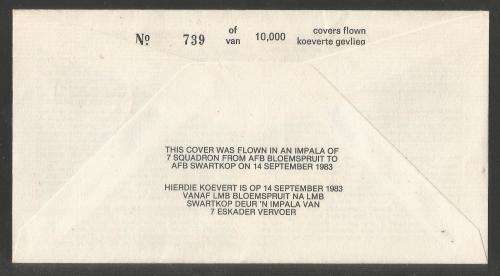 No. 739 of van 10,000 covers flown koeverte gevlieg
THIS COVER WAS FLOWN IN AN IMPALA OF
7 SQUADRON FROM AFB BLOEMSPRUIT TO
AFB SWARTKOP ON 14 SEPTEMBER 1983
HIERDIE KOEVERT IS OP 14 SEPTEMBER 1983
VANAF LMB BLOEMSPRUIT NA LMB
SWARTKOP DEUR 'N IMPALA VAN
7 ESKADER VERVOER